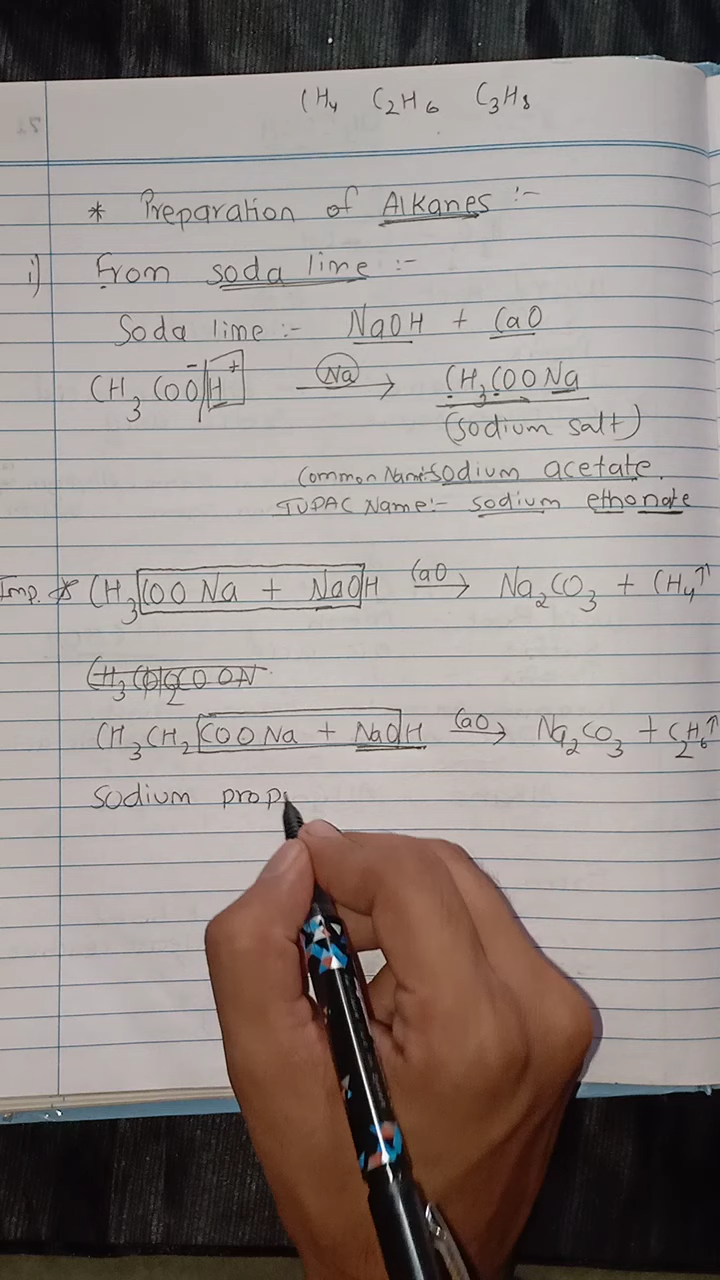 CH₄ C₂H₆ C₃H₈
* Preparation of Alkanes :-
i) From soda lime :-
Soda lime :- NaOH + CaO
CH₃COO⁻/H⁺ —Na→ CH₃COONa
(sodium salt)
Common Name:- sodium acetate.
IUPAC Name:- sodium ethonate
Imp. * CH₃COONa + NaOH —CaO→ Na₂CO₃ + CH₄↑
CH₃CH₂COONa + NaOH —CaO→ Na₂CO₃ + C₂H₆↑
sodium prop